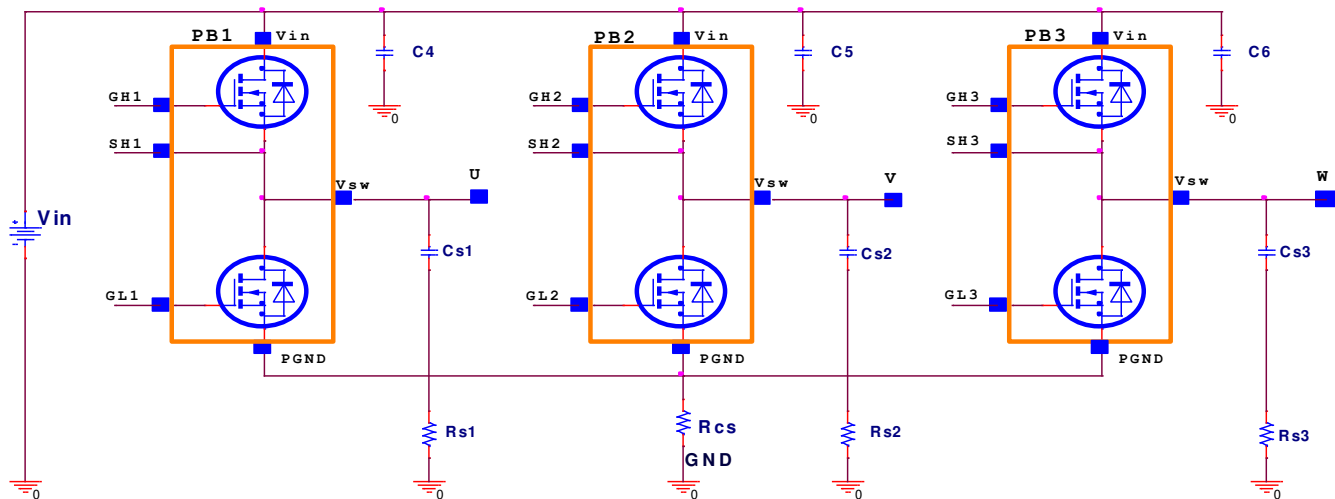 PB1 Vin C4 PB2 Vin C5 PB3 Vin C6
GH1 0 GH2 0 GH3 0
SH1 SH2 SH3
U V W
Vsw Vsw Vsw
Vin
Cs1 Cs2 Cs3
GL1 GL2 GL3
PGND PGND PGND
Rs1 Rcs Rs2 Rs3
GND
0 0 0 0 0